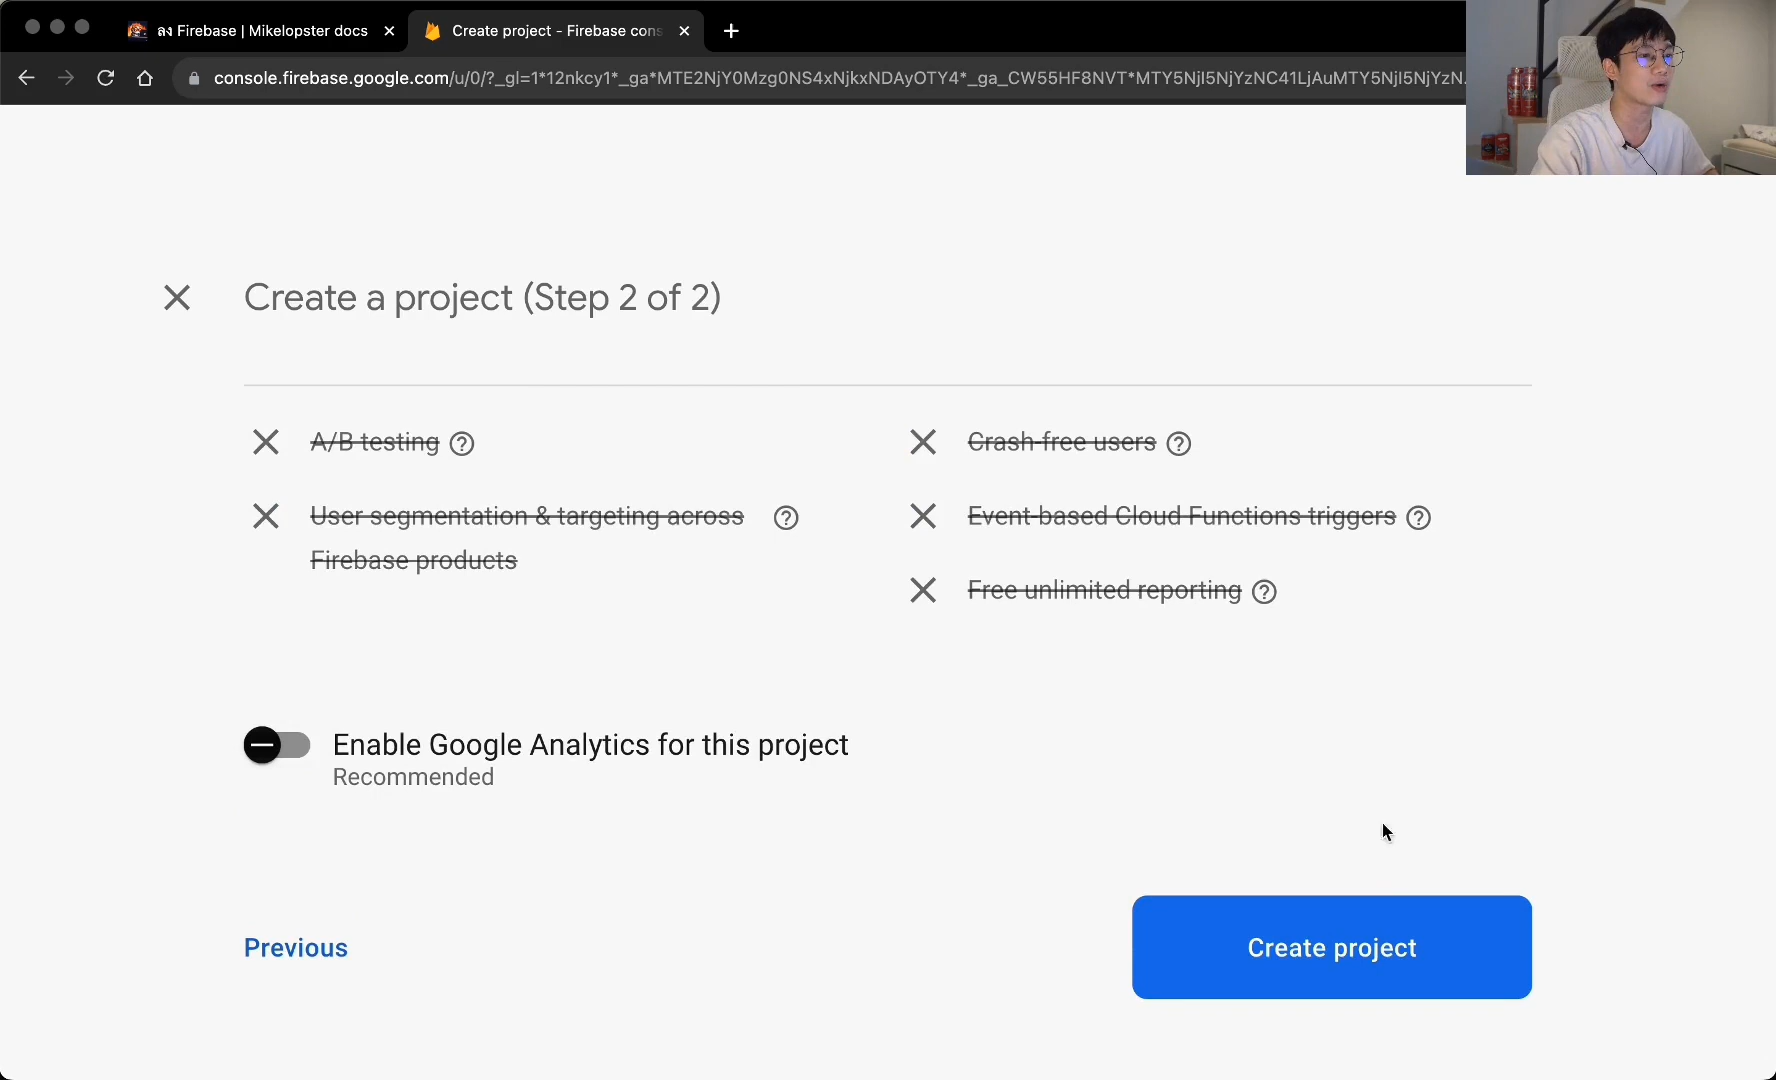 ลง Firebase | Mikelopster docs
Create project - Firebase cons
console.firebase.google.com/u/0/?_gl=1*12nkcy1*_ga*MTE2NjY0Mzg0NS4xNjkxNDAyOTY4*_ga_CW55HF8NVT*MTY5NjI5NjYzNC41LjAuMTY5NjI5NjYzN.
Create a project (Step 2 of 2)
A/B testing
Crash-free users
User segmentation & targeting across
Firebase products
Event-based Cloud Functions triggers
Free unlimited reporting
Enable Google Analytics for this project
Recommended
Previous
Create project